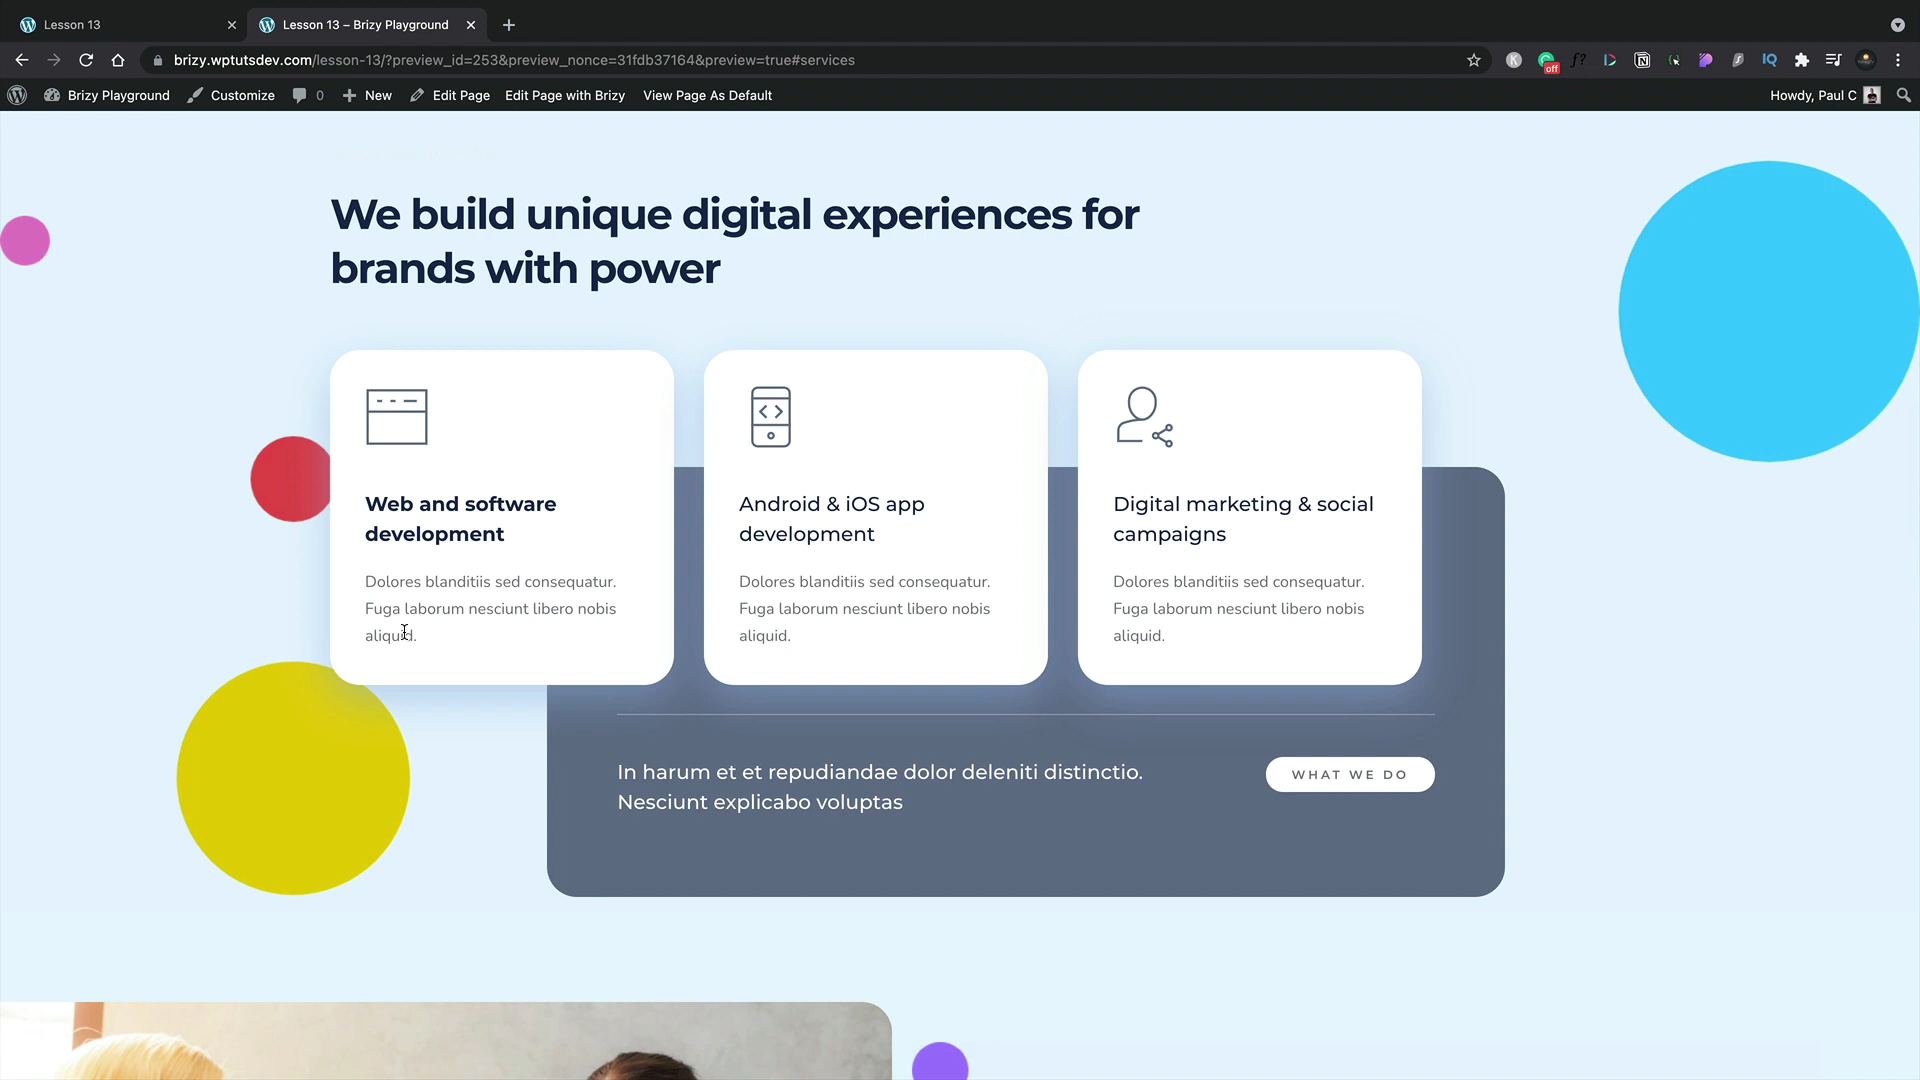 Lesson 13
Lesson 13 – Brizy Playground
brizy.wptutsdev.com/lesson-13/?preview_id=253&preview_nonce=31fdb37164&preview=true#services
K
off
f?
IQ
Brizy Playground
Customize
0
New
Edit Page
Edit Page with Brizy
View Page As Default
Howdy, Paul C
We build unique digital experiences for
brands with power
Web and software
development
Dolores blanditiis sed consequatur.
Fuga laborum nesciunt libero nobis
aliquid.
Android & iOS app
development
Dolores blanditiis sed consequatur.
Fuga laborum nesciunt libero nobis
aliquid.
Digital marketing & social
campaigns
Dolores blanditiis sed consequatur.
Fuga laborum nesciunt libero nobis
aliquid.
In harum et et repudiandae dolor deleniti distinctio.
Nesciunt explicabo voluptas
WHAT WE DO